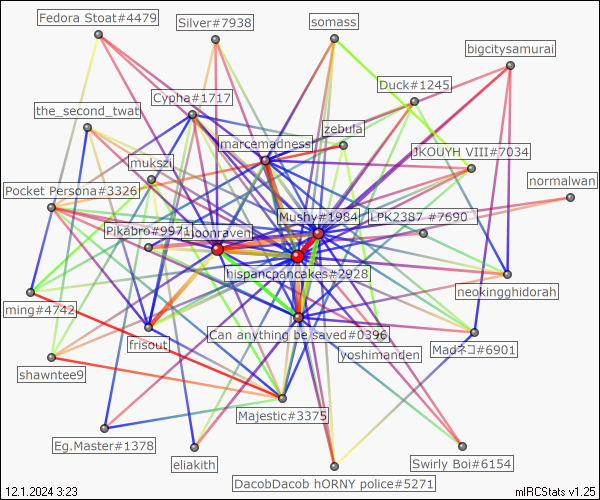 Fedora Stoat#4479
Silver#7938
somass
bigcitysamurai
Duck#1245
Cypha#1717
the_second_twat
zebula
marcemadness
JKOUYH VIII#7034
mukszi
normalwan
Pocket Persona#3326
Mushy#1984
LPK2387 #7690
Pikabro#9971
moonraven
hispancpancakes#2928
neokingghidorah
ming#4742
Can anything be saved#0396
frisout
Madネコ#6901
yoshimanden
shawntee9
Majestic#3375
Eg.Master#1378
eliakith
Swirly Boi#6154
DacobDacob hORNY police#5271
12.1.2024 3:23
mIRCStats v1.25